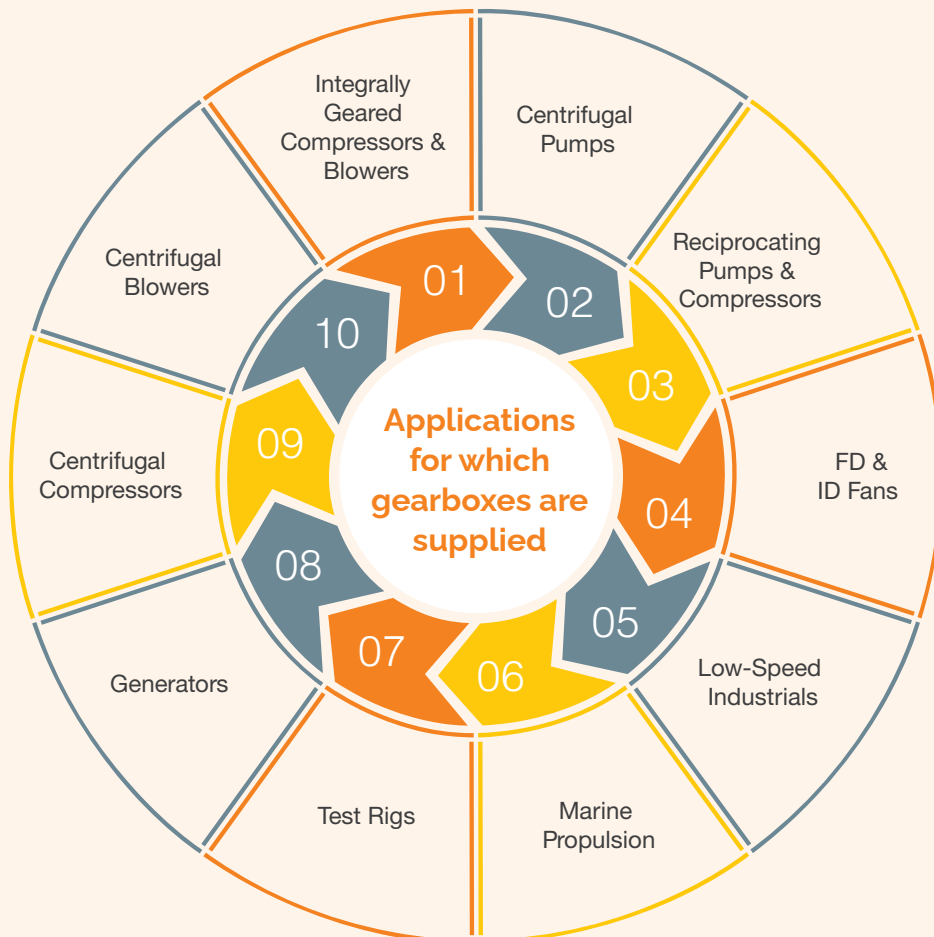 Integrally
Geared
Compressors &
Blowers
Centrifugal
Pumps
Reciprocating
Pumps &
Compressors
FD &
ID Fans
Low-Speed
Industrials
Marine
Propulsion
Test Rigs
Generators
Centrifugal
Compressors
Centrifugal
Blowers
01
02
03
04
05
06
07
08
09
10
Applications
for which
gearboxes are
supplied